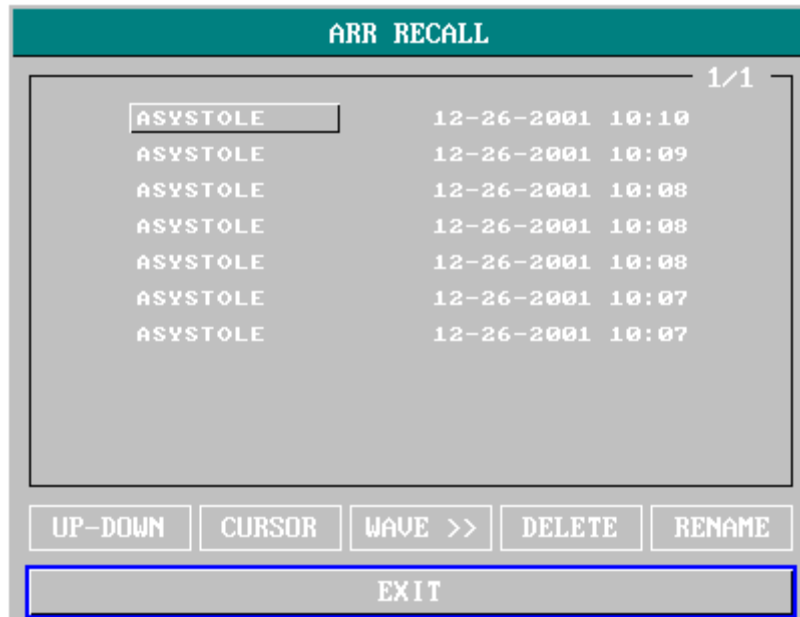 ARR RECALL
1/1
ASYSTOLE 12-26-2001 10:10
ASYSTOLE 12-26-2001 10:09
ASYSTOLE 12-26-2001 10:08
ASYSTOLE 12-26-2001 10:08
ASYSTOLE 12-26-2001 10:08
ASYSTOLE 12-26-2001 10:07
ASYSTOLE 12-26-2001 10:07
UP-DOWN CURSOR WAVE >> DELETE RENAME
EXIT